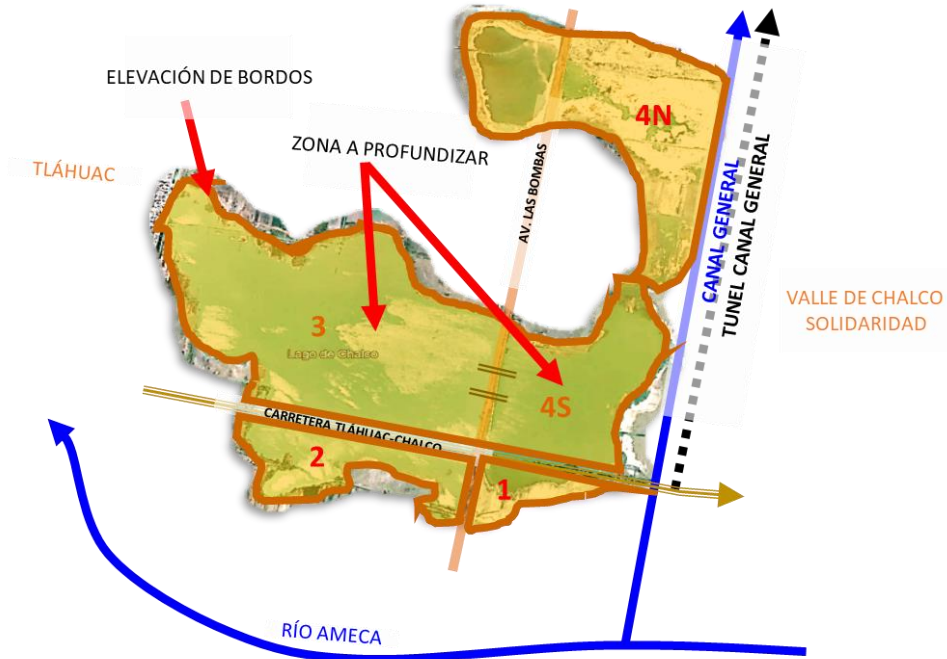 ELEVACIÓN DE BORDOS
ZONA A PROFUNDIZAR
TLÁHUAC
4N
AV. LAS BOMBAS
CANAL GENERAL
TUNEL CANAL GENERAL
VALLE DE CHALCO
SOLIDARIDAD
3
Lago de Chalco
4S
CARRETERA TLÁHUAC-CHALCO
2
1
RÍO AMECA